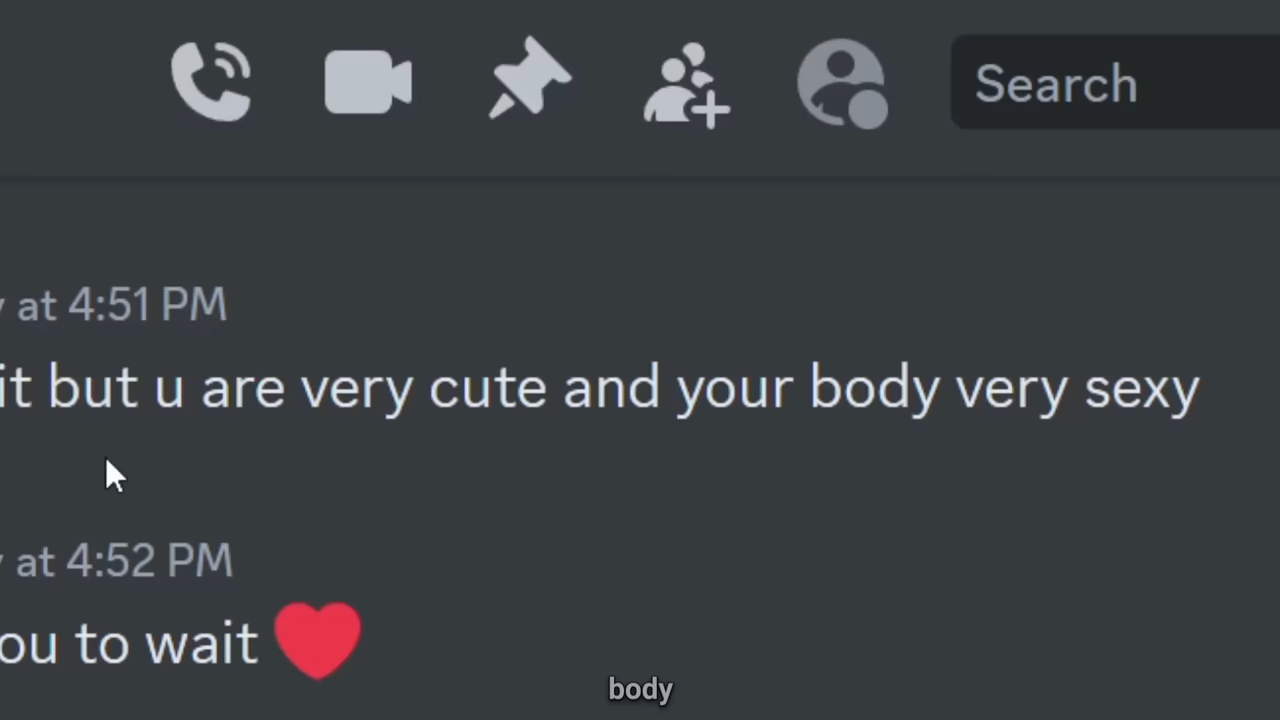 Search
at 4:51 PM
it but u are very cute and your body very sexy
at 4:52 PM
ou to wait ❤️
body